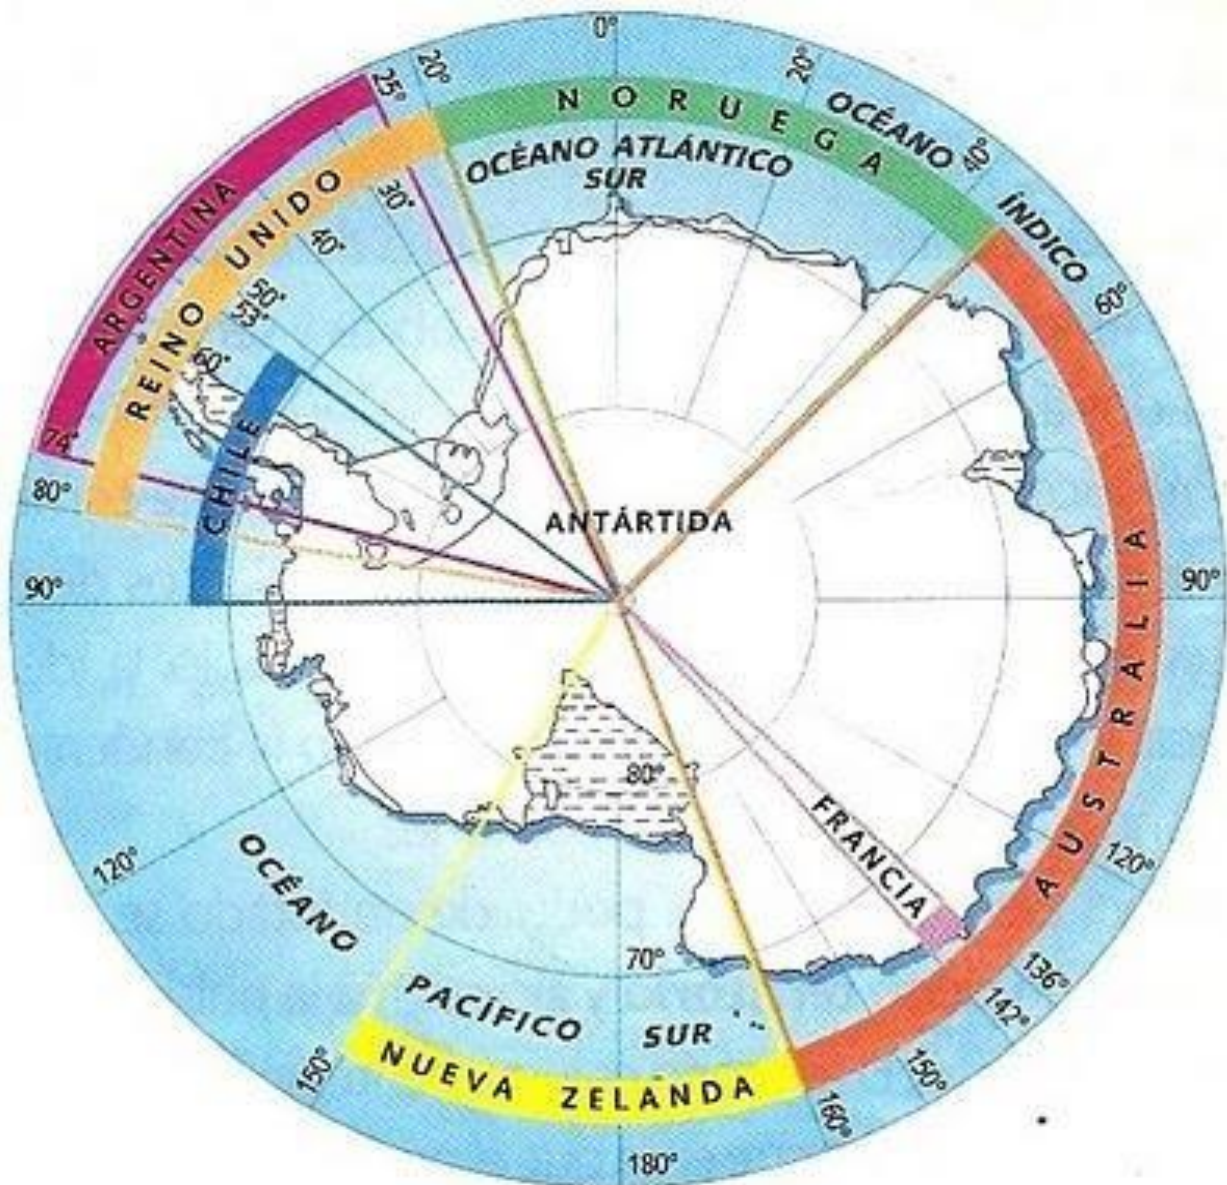 0°
20°
25°
20°
40°
60°
NORUEGA
OCÉANO
ÍNDICO
OCÉANO ATLÁNTICO
SUR
ARGENTINA
REINO UNIDO
30°
40°
50°
53°
60°
74°
80°
CHILE
90°
ANTÁRTIDA
90°
AUSTRALIA
80°
FRANCIA
120°
120°
OCÉANO
PACÍFICO
SUR
70°
136°
142°
150°
150°
160°
NUEVA ZELANDA
180°